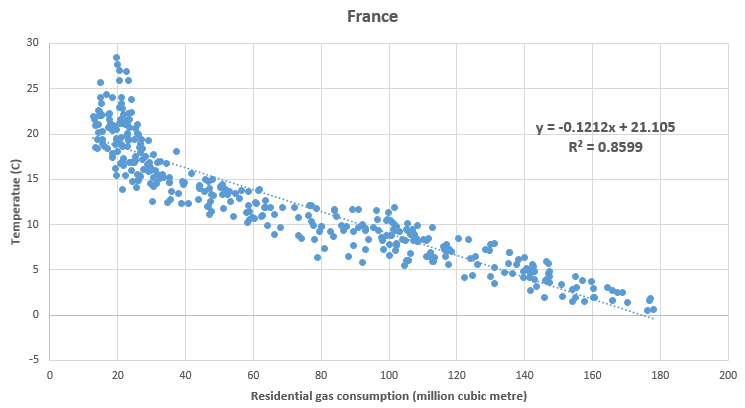 France
30
25
20
15
10
5
0
-5
Temperatue (C)
y = -0.1212x + 21.105
R² = 0.8599
0 20 40 60 80 100 120 140 160 180 200
Residential gas consumption (million cubic metre)